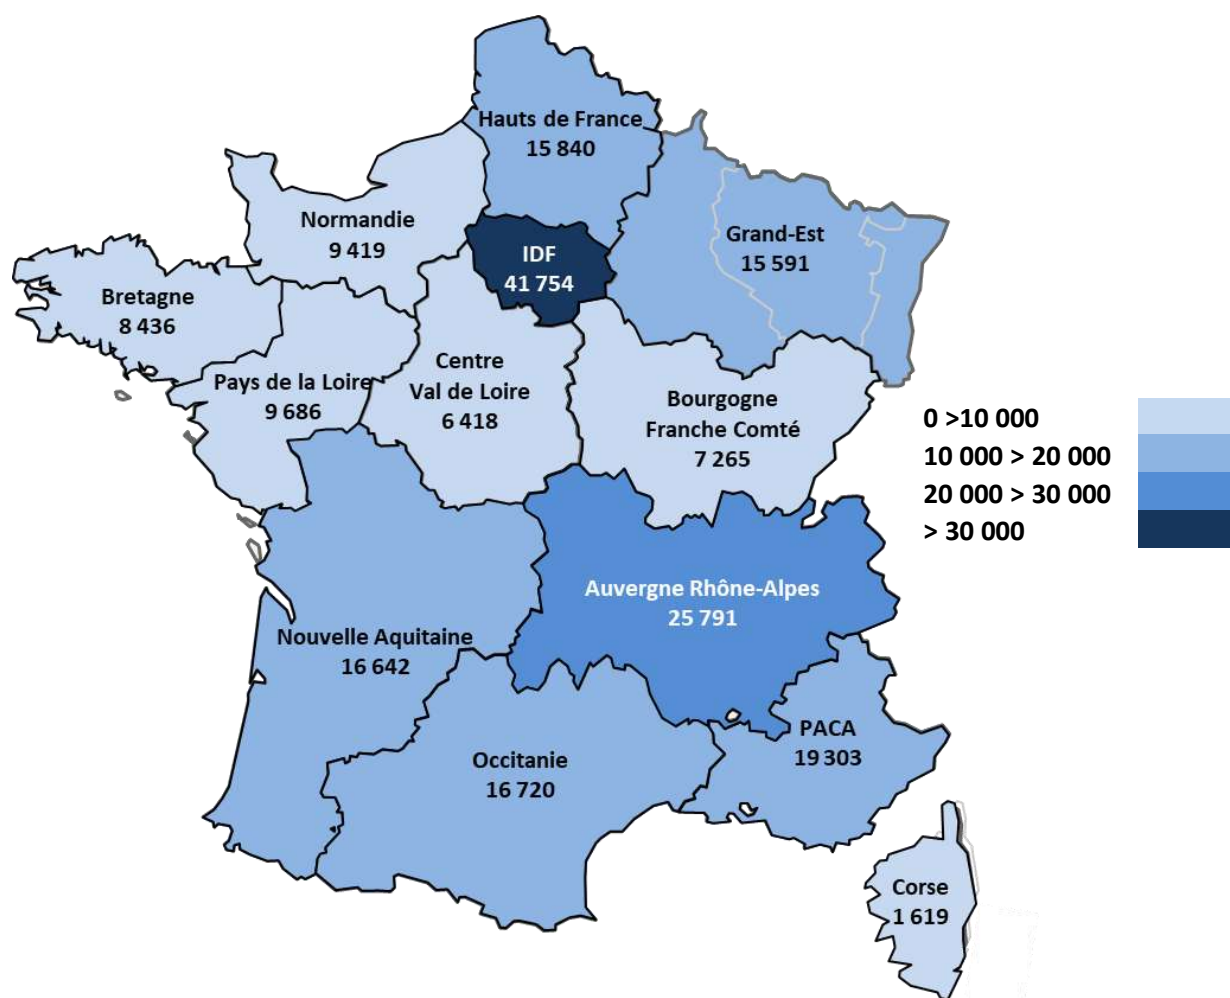 Hauts de France
15 840
Normandie
9 419
IDF
41 754
Grand-Est
15 591
Bretagne
8 436
Pays de la Loire
9 686
Centre
Val de Loire
6 418
Bourgogne
Franche Comté
7 265
0 >10 000
10 000 > 20 000
20 000 > 30 000
> 30 000
Auvergne Rhône-Alpes
25 791
Nouvelle Aquitaine
16 642
Occitanie
16 720
PACA
19 303
Corse
1 619